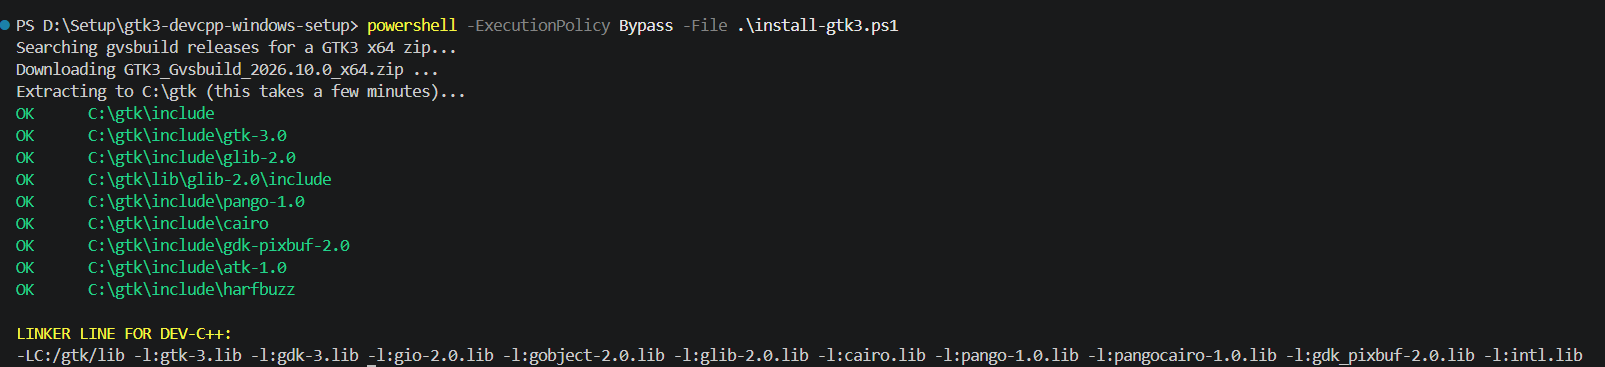 PS D:\Setup\gtk3-devcpp-windows-setup> powershell -ExecutionPolicy Bypass -File .\install-gtk3.ps1
Searching gvsbuild releases for a GTK3 x64 zip...
Downloading GTK3_Gvsbuild_2026.10.0_x64.zip ...
Extracting to C:\gtk (this takes a few minutes)...
OK      C:\gtk\include
OK      C:\gtk\include\gtk-3.0
OK      C:\gtk\include\glib-2.0
OK      C:\gtk\lib\glib-2.0\include
OK      C:\gtk\include\pango-1.0
OK      C:\gtk\include\cairo
OK      C:\gtk\include\gdk-pixbuf-2.0
OK      C:\gtk\include\atk-1.0
OK      C:\gtk\include\harfbuzz
LINKER LINE FOR DEV-C++:
-LC:/gtk/lib -l:gtk-3.lib -l:gdk-3.lib -l:gio-2.0.lib -l:gobject-2.0.lib -l:glib-2.0.lib -l:cairo.lib -l:pango-1.0.lib -l:pangocairo-1.0.lib -l:gdk_pixbuf-2.0.lib -l:intl.lib